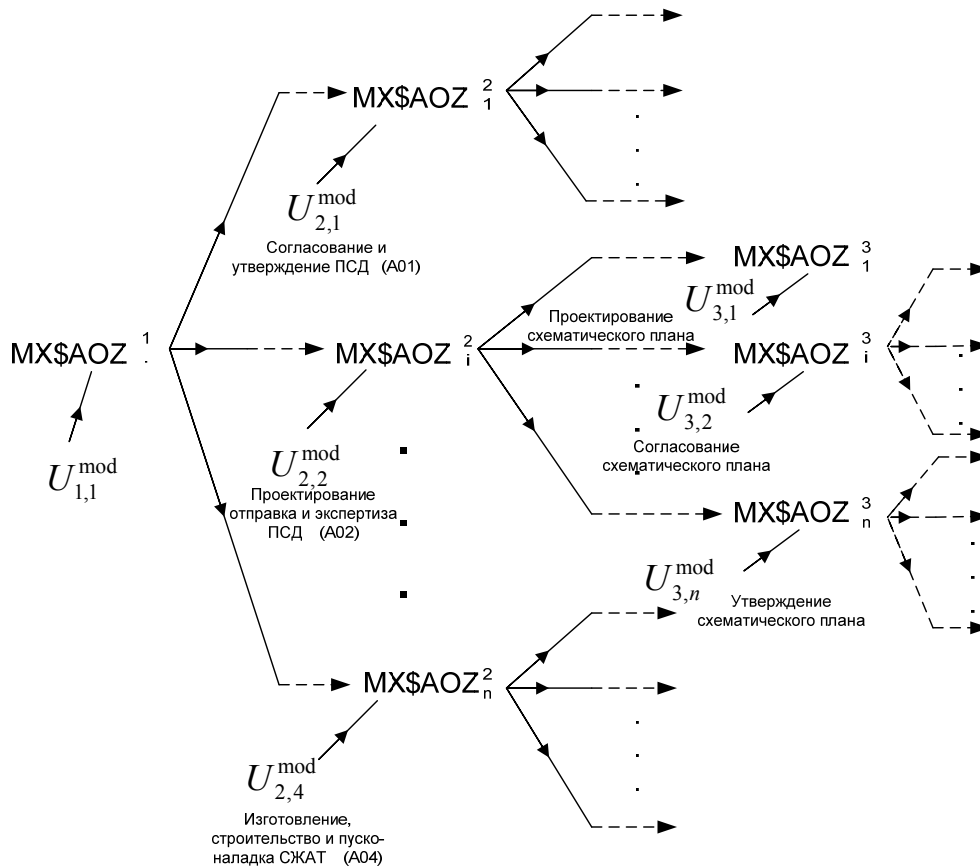 MX$AOZ 2 1
U 2,1 mod
Согласование и
утверждение ПСД (А01)
MX$AOZ 3 1
U 3,1 mod
Проектирование
схематического плана
MX$AOZ 1 .
U 1,1 mod
MX$AOZ 2 i
U 2,2 mod
Проектирование
отправка и экспертиза
ПСД (А02)
MX$AOZ 3 i
U 3,2 mod
Согласование
схематического плана
MX$AOZ 3 n
U 3,n mod
Утверждение
схематического плана
MX$AOZ 2 n
U 2,4 mod
Изготовление,
строительство и пуско-
наладка СЖАТ (А04)